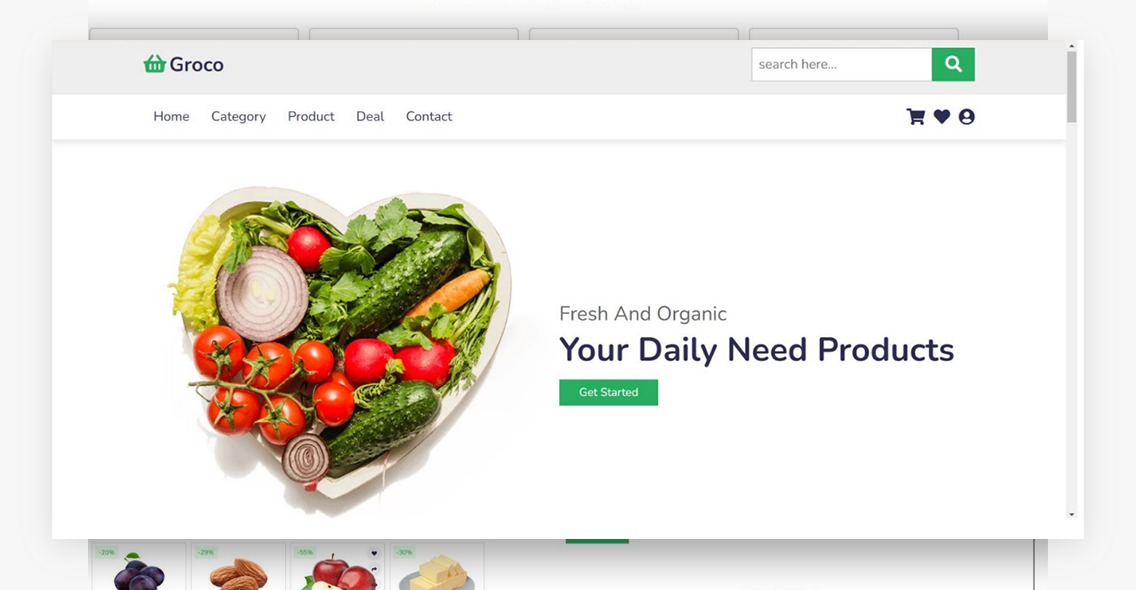 Groco
search here...
Home Category Product Deal Contact
Fresh And Organic
Your Daily Need Products
Get Started
-20% -29% -55% -30%